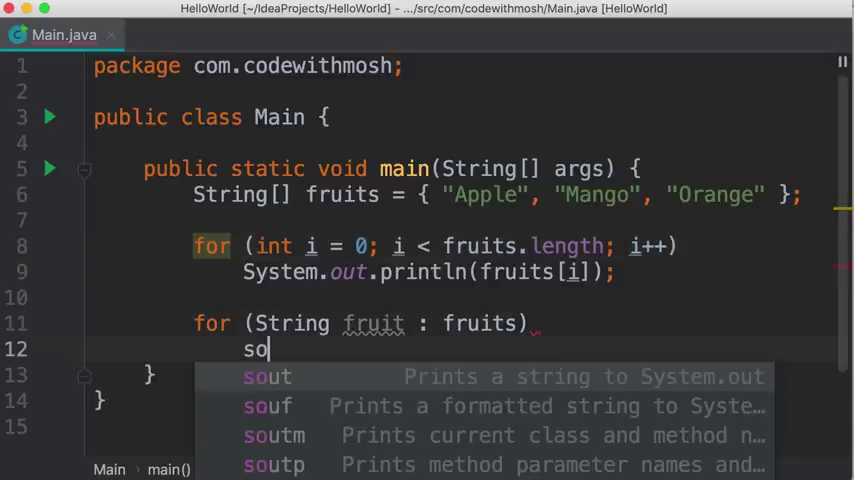 HelloWorld [~/IdeaProjects/HelloWorld] - .../src/com/codewithmosh/Main.java [HelloWorld]
Main.java
1 package com.codewithmosh;
2
3 public class Main {
4
5 public static void main(String[] args) {
6 String[] fruits = { "Apple", "Mango", "Orange" };
7
8 for (int i = 0; i < fruits.length; i++)
9 System.out.println(fruits[i]);
10
11 for (String fruit : fruits)
12 so
13 }
14 }
15
sout Prints a string to System.out
souf Prints a formatted string to Syste…
soutm Prints current class and method n…
soutp Prints method parameter names and…
Main main()